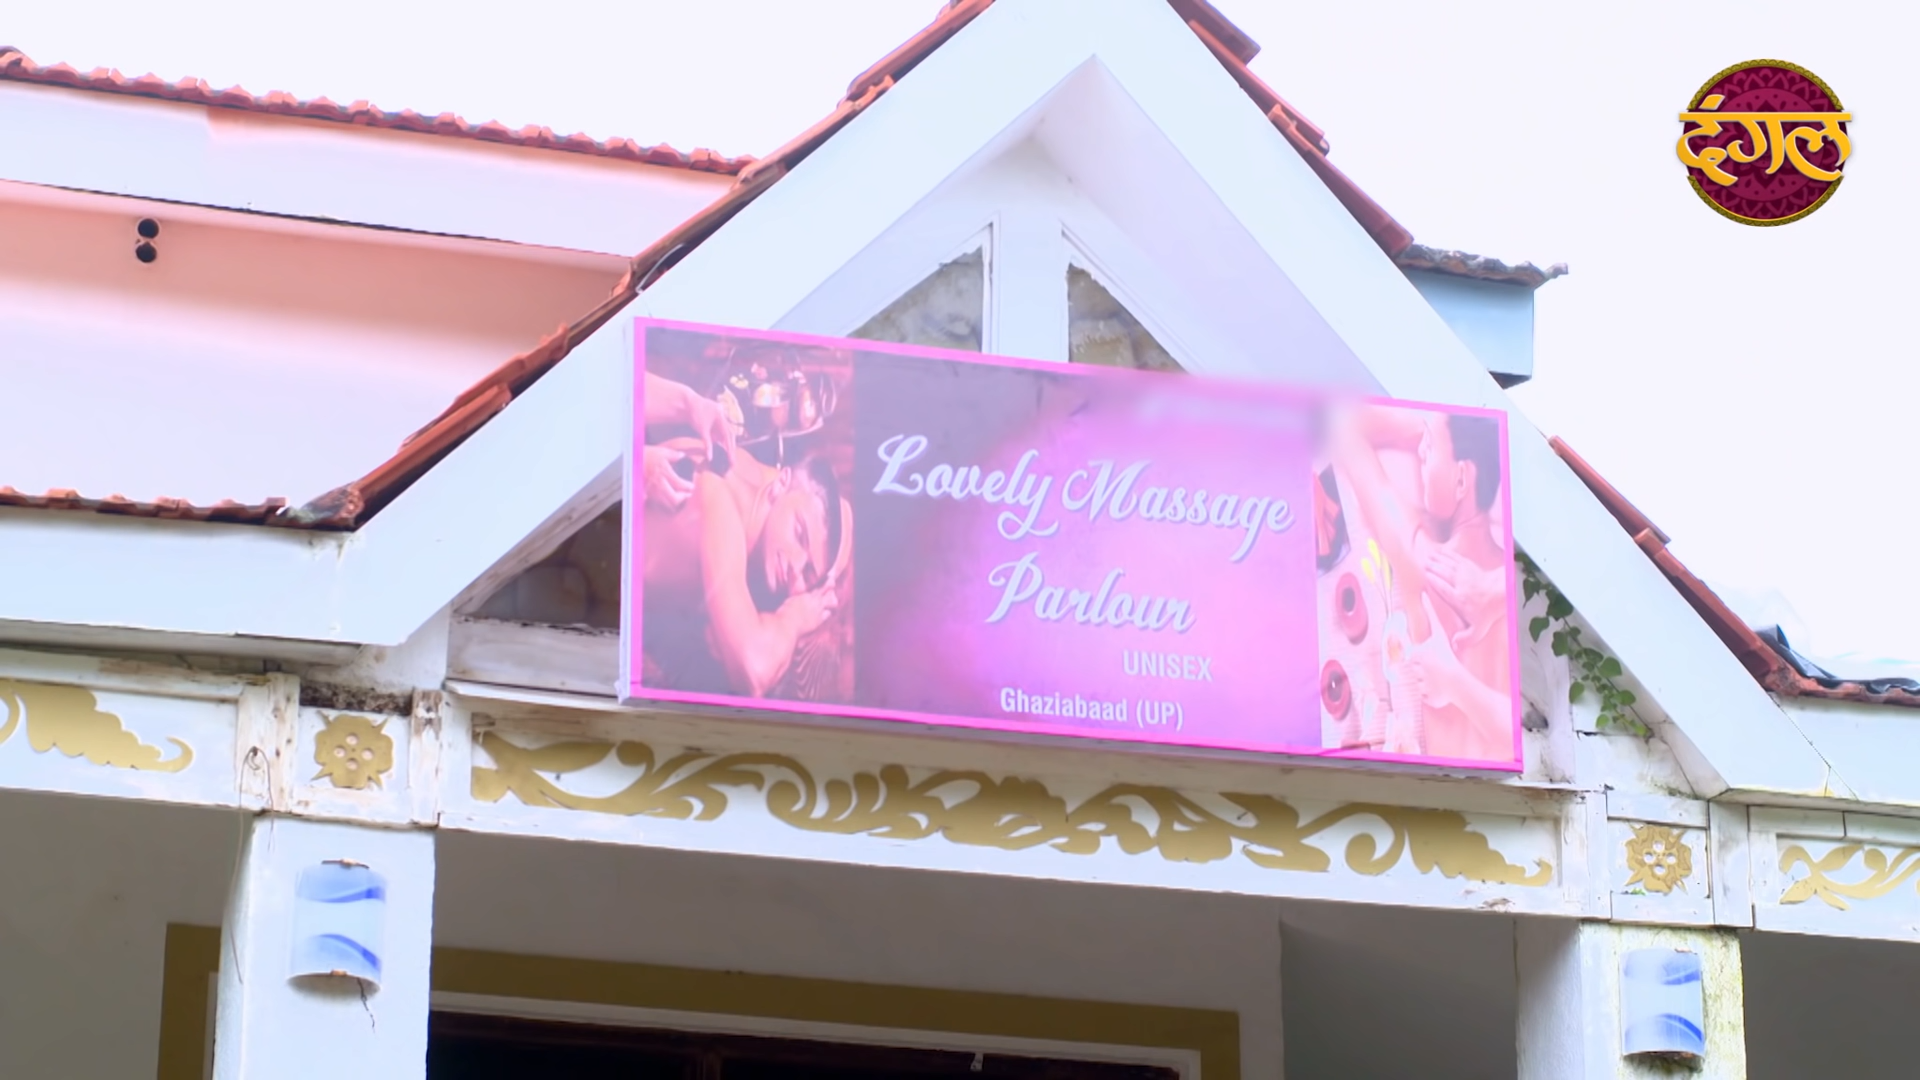 दंगल
Lovely Massage
Parlour
UNISEX
Ghaziabaad (UP)